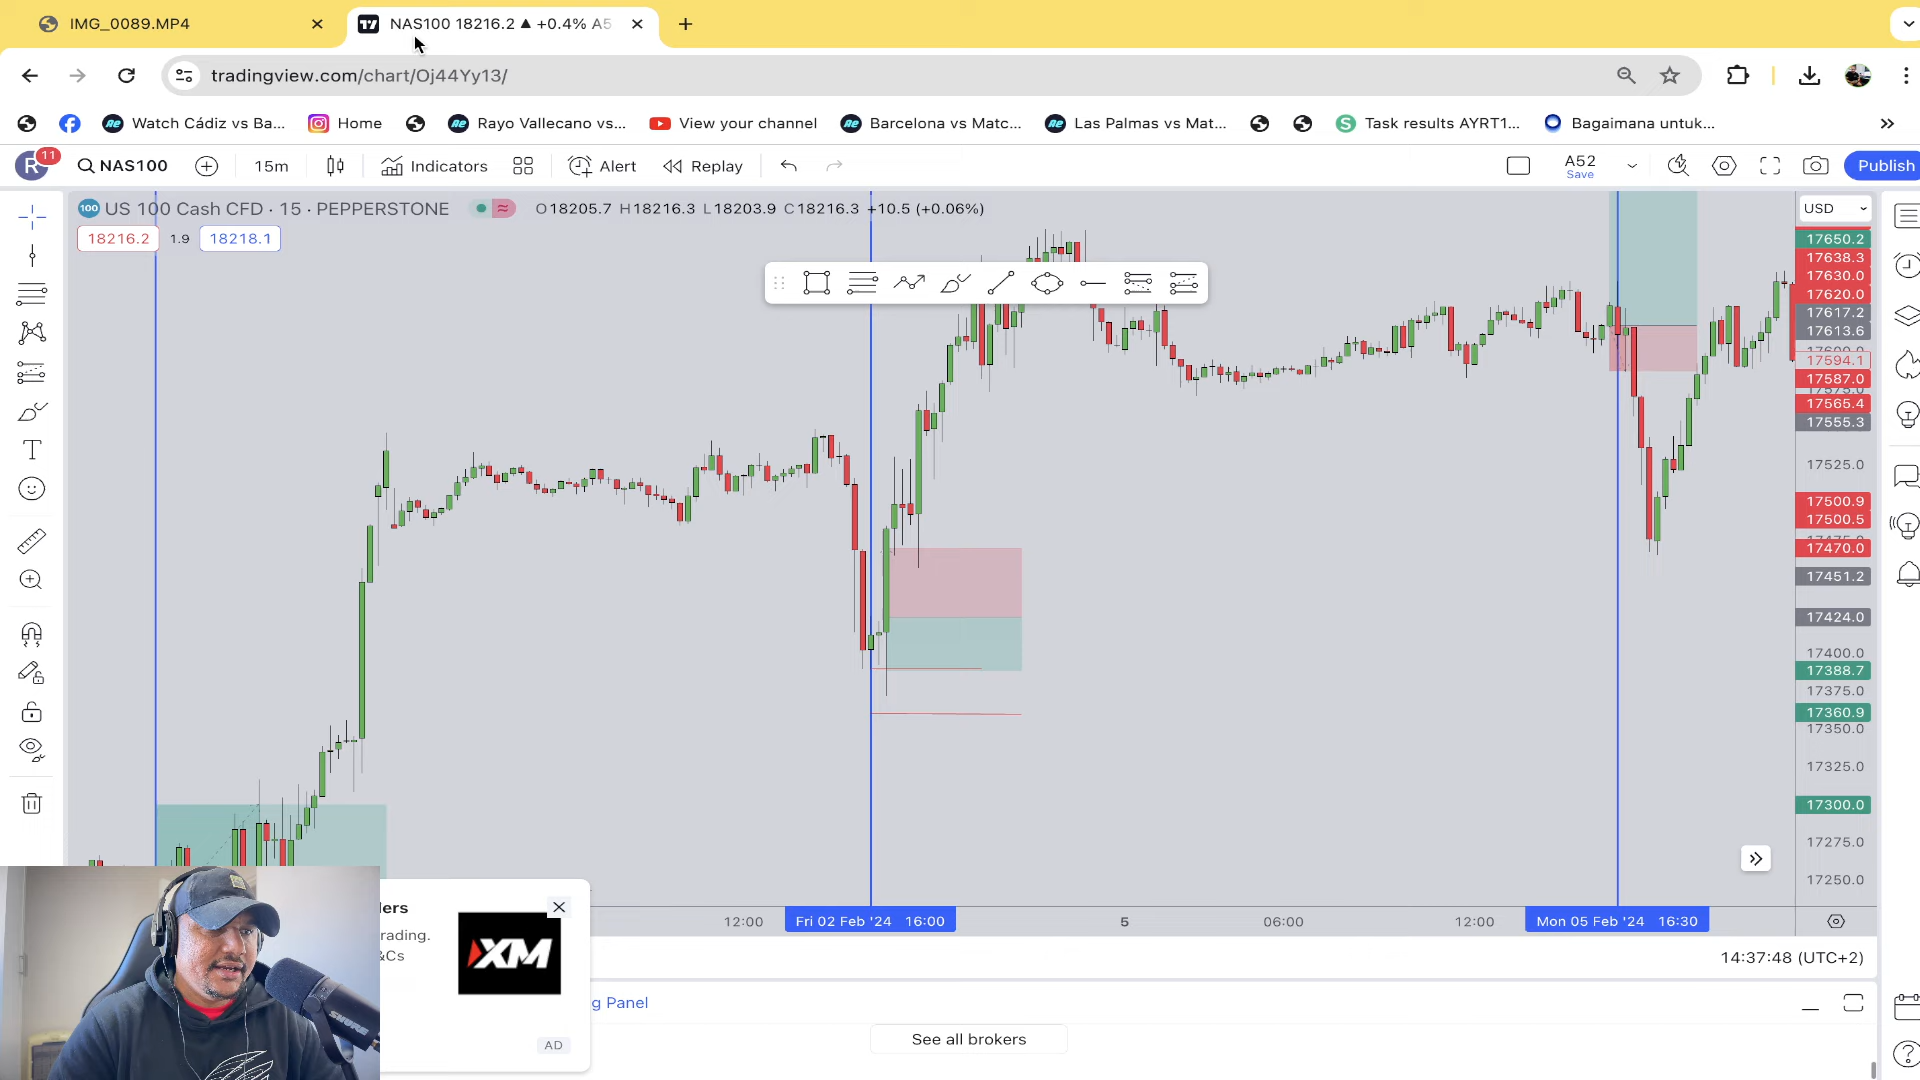 IMG_0089.MP4
NAS100 18216.2 ▲ +0.4% A5
tradingview.com/chart/Oj44Yy13/
Watch Cádiz vs Ba...
Home
Rayo Vallecano vs...
View your channel
Barcelona vs Matc...
Las Palmas vs Mat...
Task results AYRT1...
Bagaimana untuk...
R
11
NAS100
15m
Indicators
Alert
Replay
A52
Save
Publish
100
US 100 Cash CFD · 15 · PEPPERSTONE
O18205.7 H18216.3 L18203.9 C18216.3 +10.5 (+0.06%)
18216.2
1.9
18218.1
USD
17650.2
17638.3
17630.0
17620.0
17617.2
17613.6
17594.1
17587.0
17565.4
17555.3
17525.0
17500.9
17500.5
17470.0
17451.2
17424.0
17400.0
17388.7
17375.0
17360.9
17350.0
17325.0
17300.0
17275.0
17250.0
12:00
Fri 02 Feb '24 16:00
5
06:00
12:00
Mon 05 Feb '24 16:30
14:37:48 (UTC+2)
ders
rading.
&Cs
XM
AD
g Panel
See all brokers
SHURE